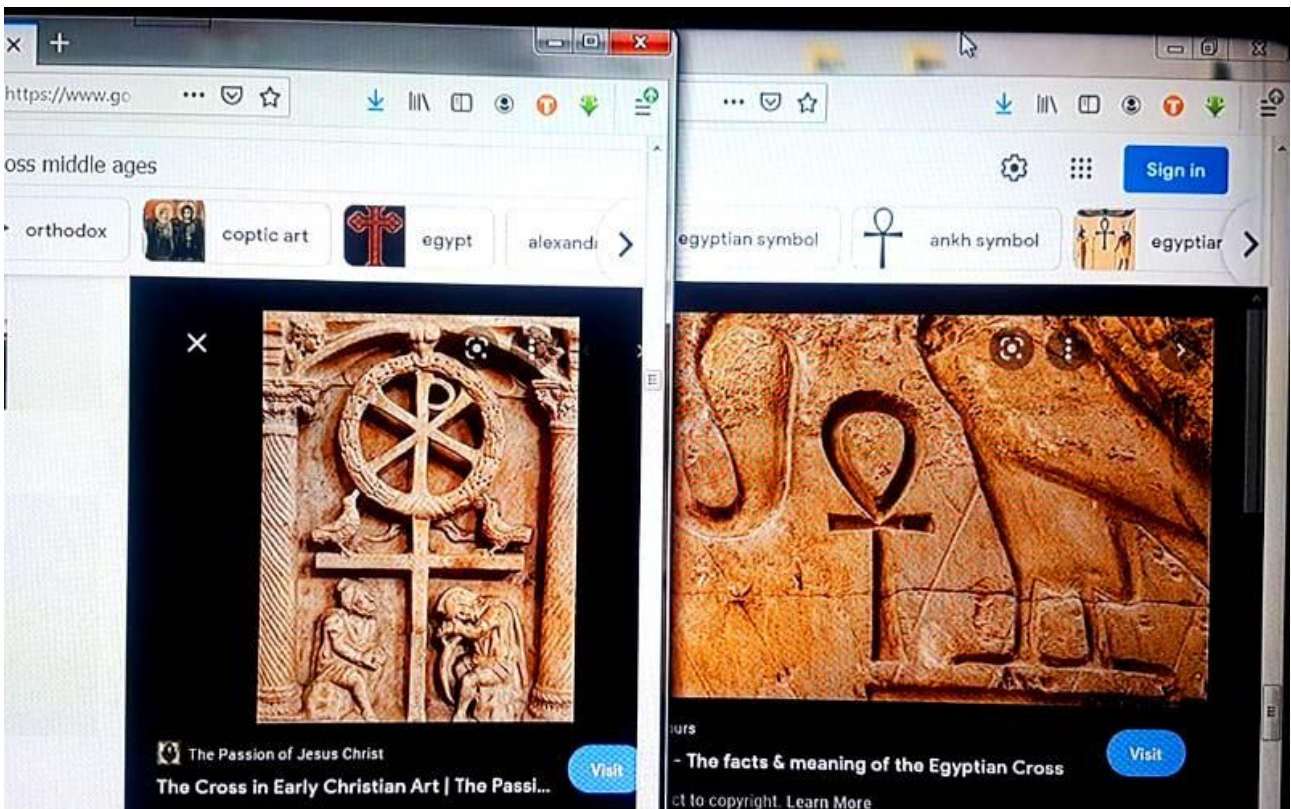 https://www.go
oss middle ages
Sign in
orthodox
coptic art
egypt
alexand
egyptian symbol
ankh symbol
egyptiar
The Passion of Jesus Christ
The Cross in Early Christian Art | The Passi...
Visit
urs
- The facts & meaning of the Egyptian Cross
Visit
ct to copyright. Learn More